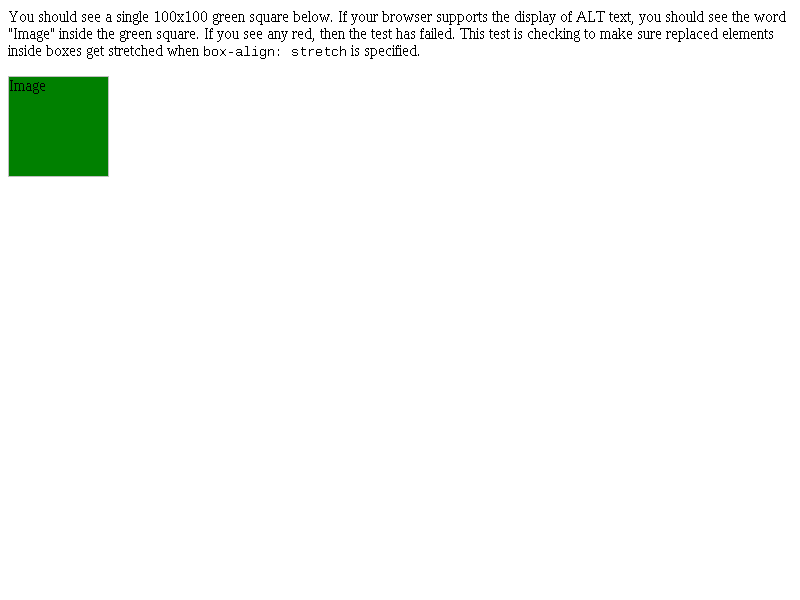 You should see a single 100x100 green square below. If your browser supports the display of ALT text, you should see the word
"Image" inside the green square. If you see any red, then the test has failed. This test is checking to make sure replaced elements
inside boxes get stretched when box-align: stretch is specified.
Image